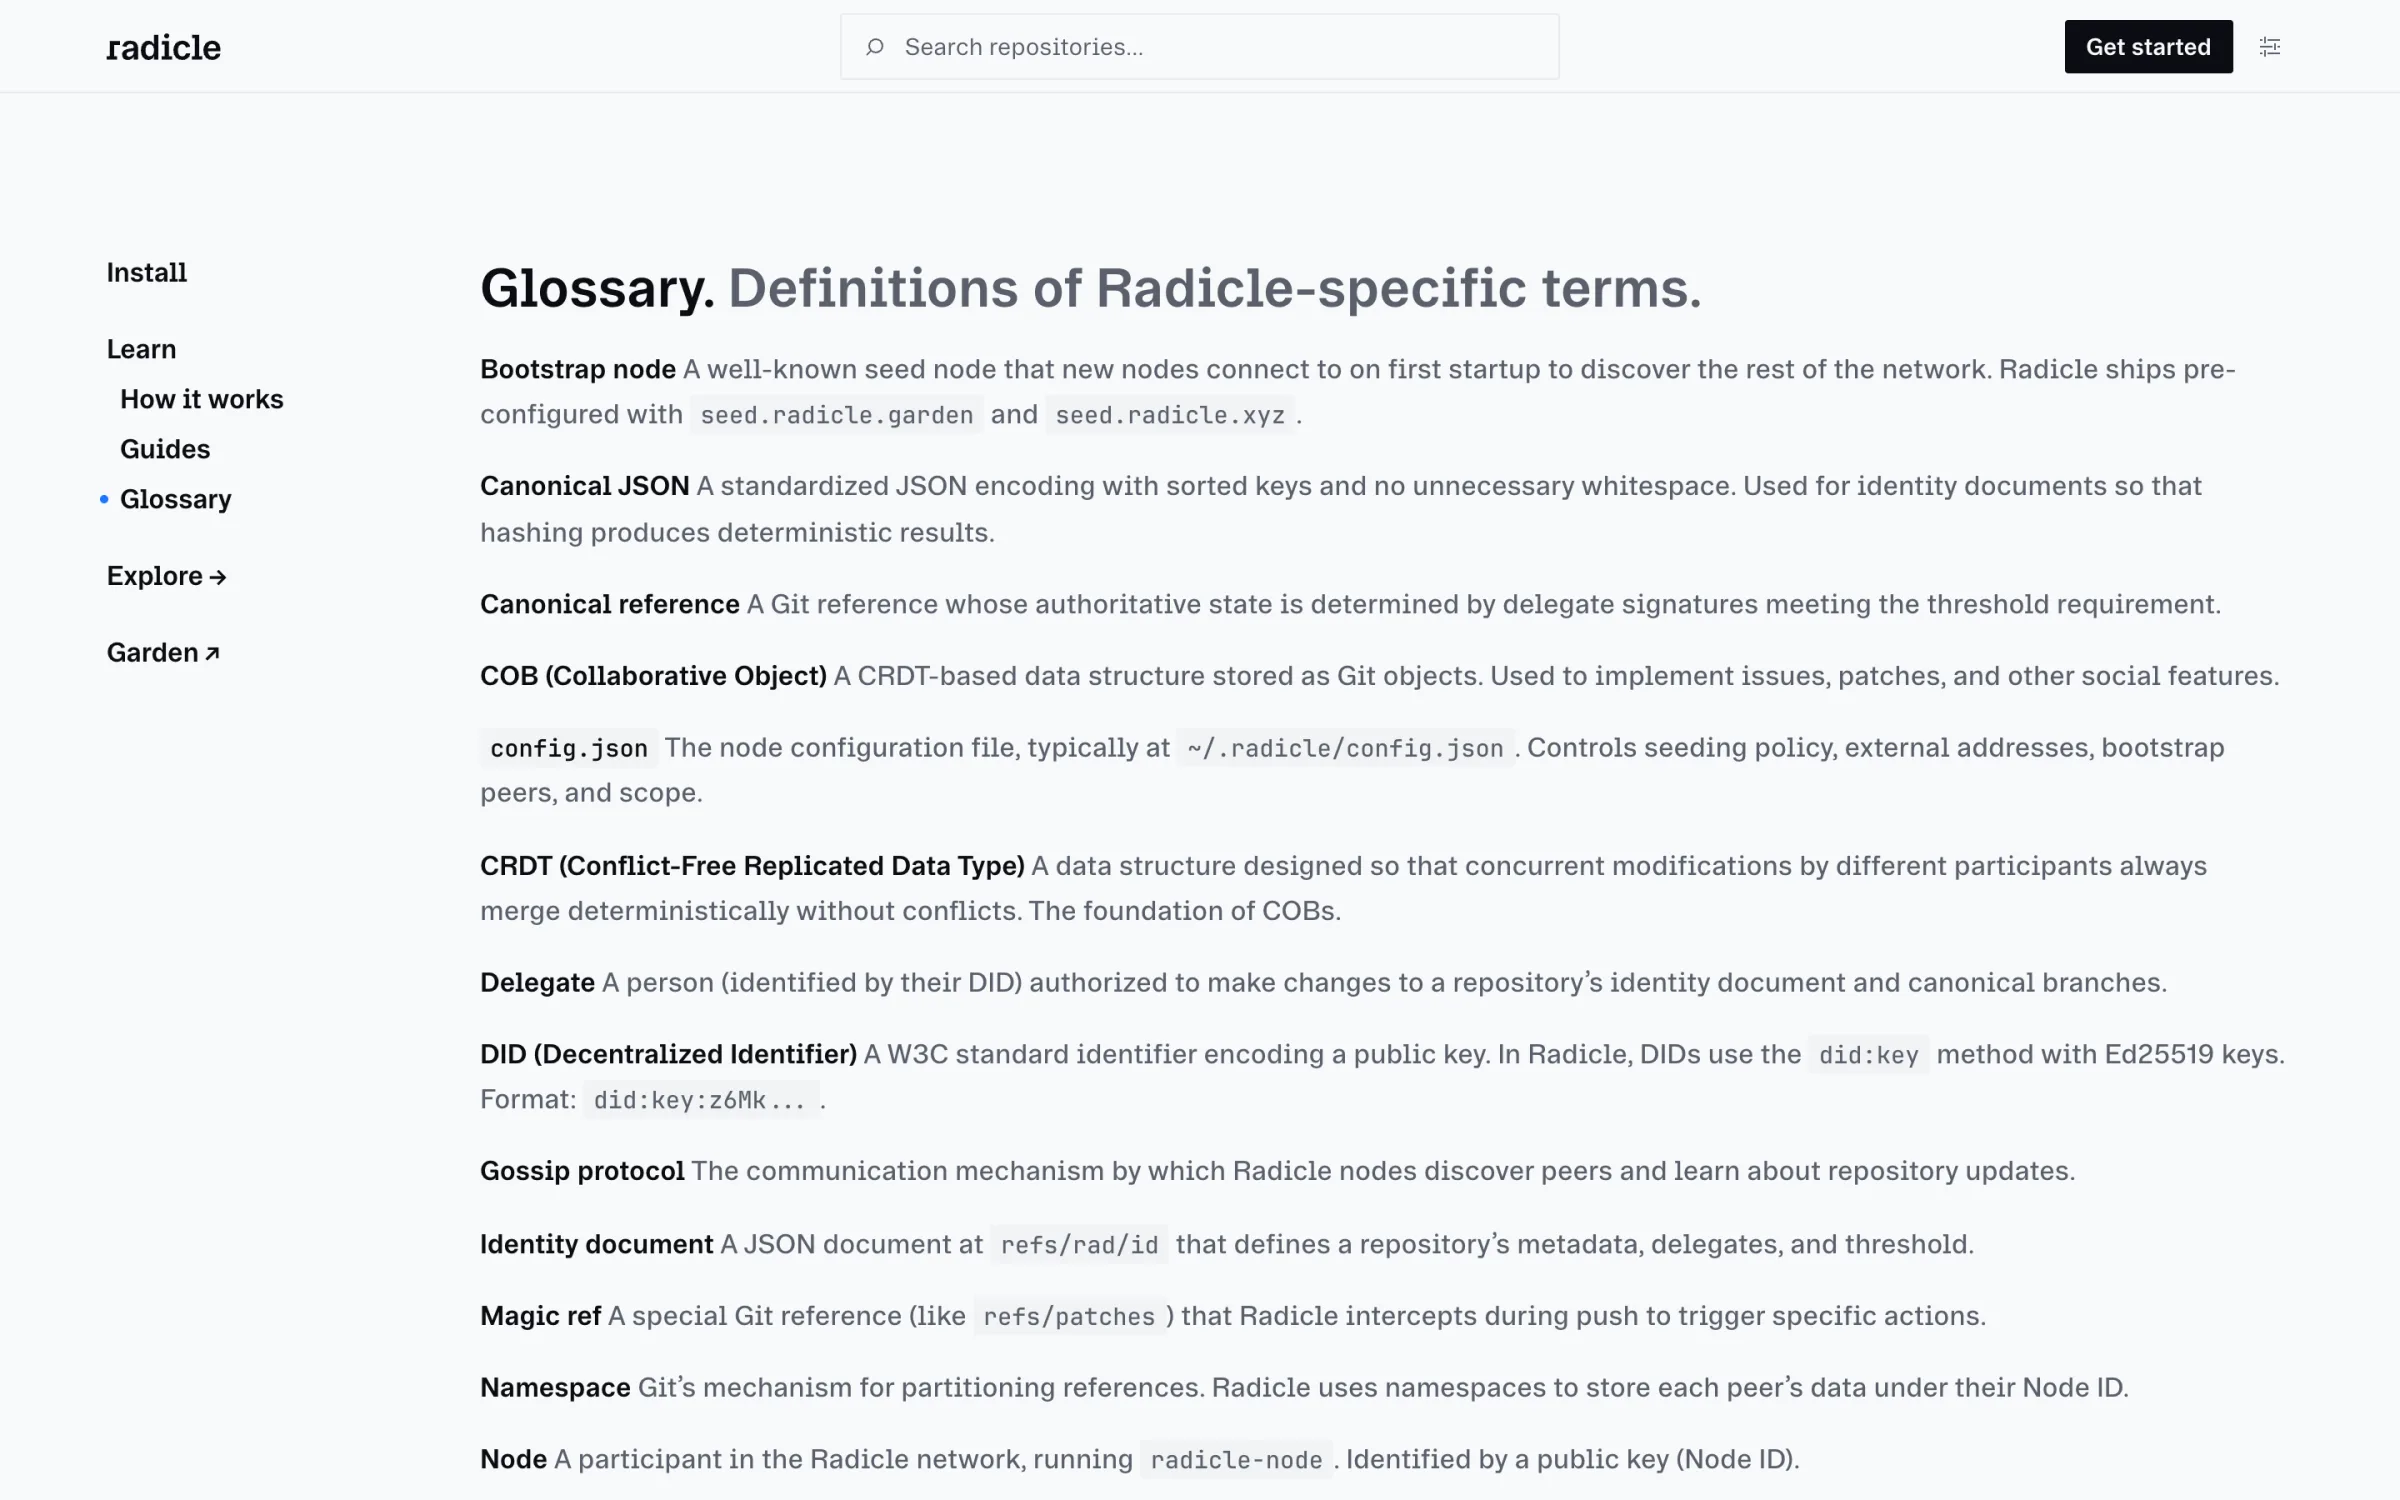 radicle
Search repositories...
Get started
Install
Learn
How it works
Guides
Glossary
Explore →
Garden ↗
Glossary. Definitions of Radicle-specific terms.
Bootstrap node A well-known seed node that new nodes connect to on first startup to discover the rest of the network. Radicle ships pre-
configured with seed.radicle.garden and seed.radicle.xyz.
Canonical JSON A standardized JSON encoding with sorted keys and no unnecessary whitespace. Used for identity documents so that
hashing produces deterministic results.
Canonical reference A Git reference whose authoritative state is determined by delegate signatures meeting the threshold requirement.
COB (Collaborative Object) A CRDT-based data structure stored as Git objects. Used to implement issues, patches, and other social features.
config.json The node configuration file, typically at ~/.radicle/config.json. Controls seeding policy, external addresses, bootstrap
peers, and scope.
CRDT (Conflict-Free Replicated Data Type) A data structure designed so that concurrent modifications by different participants always
merge deterministically without conflicts. The foundation of COBs.
Delegate A person (identified by their DID) authorized to make changes to a repository’s identity document and canonical branches.
DID (Decentralized Identifier) A W3C standard identifier encoding a public key. In Radicle, DIDs use the did:key method with Ed25519 keys.
Format: did:key:z6Mk... .
Gossip protocol The communication mechanism by which Radicle nodes discover peers and learn about repository updates.
Identity document A JSON document at refs/rad/id that defines a repository’s metadata, delegates, and threshold.
Magic ref A special Git reference (like refs/patches) that Radicle intercepts during push to trigger specific actions.
Namespace Git’s mechanism for partitioning references. Radicle uses namespaces to store each peer’s data under their Node ID.
Node A participant in the Radicle network, running radicle-node. Identified by a public key (Node ID).